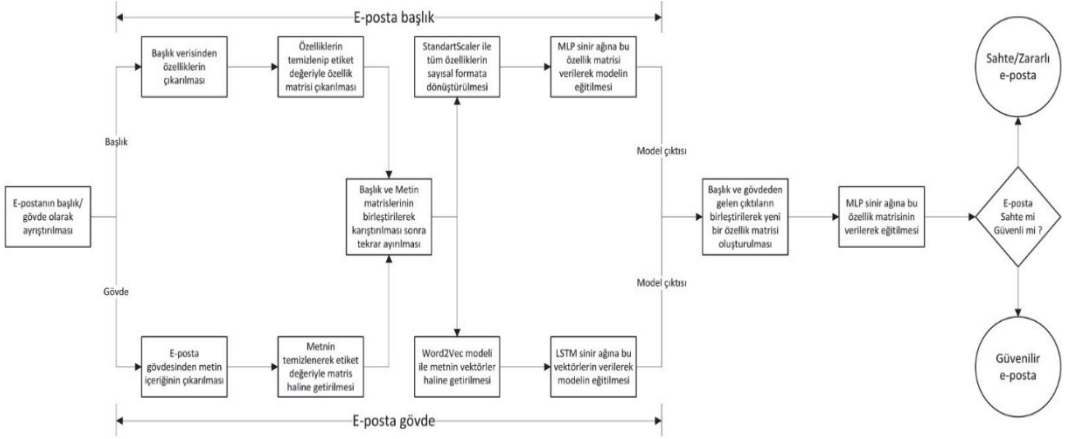 E-posta başlık
Başlık verisinden
özelliklerin
çıkarılması
Özelliklerin
temizlenip etiket
değeriyle özellik
matrisi çıkarılması
StandartScaler ile
tüm özelliklerin
sayısal formata
dönüştürülmesi
MLP sinir ağına bu
özellik matrisi
verilerek modelin
eğitilmesi
Sahte/Zararlı
e-posta
Başlık
Model çıktısı
E-postanın başlık/
gövde olarak
ayrıştırılması
Başlık ve Metin
matrislerinin
birleştirilerek
karıştırılması sonra
tekrar ayırılması
Başlık ve gövdeden
gelen çıktıların
birleştirilerek yeni
bir özellik matrisi
oluşturulması
MLP sinir ağına bu
özellik matrisinin
verilerek eğitilmesi
E-posta
Sahte mi
Güvenli mi ?
Gövde
Model çıktısı
E-posta
gövdesinden metin
içeriğinin çıkarılması
Metnin
temizlenerek etiket
değeriyle matris
haline getirilmesi
Word2Vec modeli
ile metnin vektörler
haline getirilmesi
LSTM sinir ağına bu
vektörlerin verilerek
modelin eğitilmesi
Güvenilir
e-posta
E-posta gövde